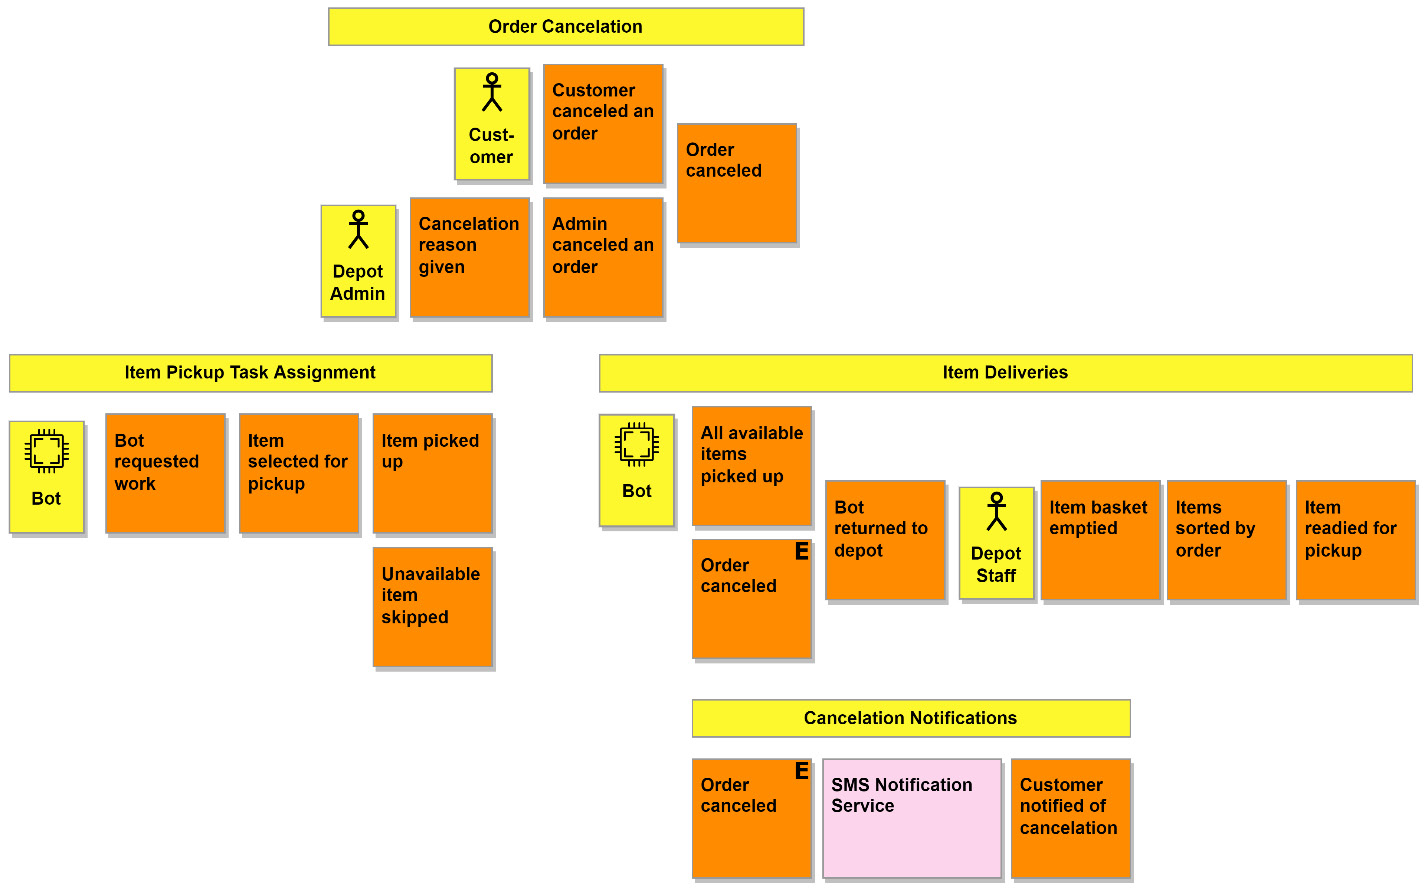 Order Cancelation
Cust-
omer
Customer
canceled an
order
Order
canceled
Depot
Admin
Cancelation
reason
given
Admin
canceled an
order
Item Pickup Task Assignment
Bot
Bot
requested
work
Item
selected for
pickup
Item picked
up
Unavailable
item
skipped
Item Deliveries
Bot
All available
items
picked up
E
Order
canceled
Bot
returned to
depot
Depot
Staff
Item basket
emptied
Items
sorted by
order
Item
readied for
pickup
Cancelation Notifications
E
Order
canceled
SMS Notification
Service
Customer
notified of
cancelation